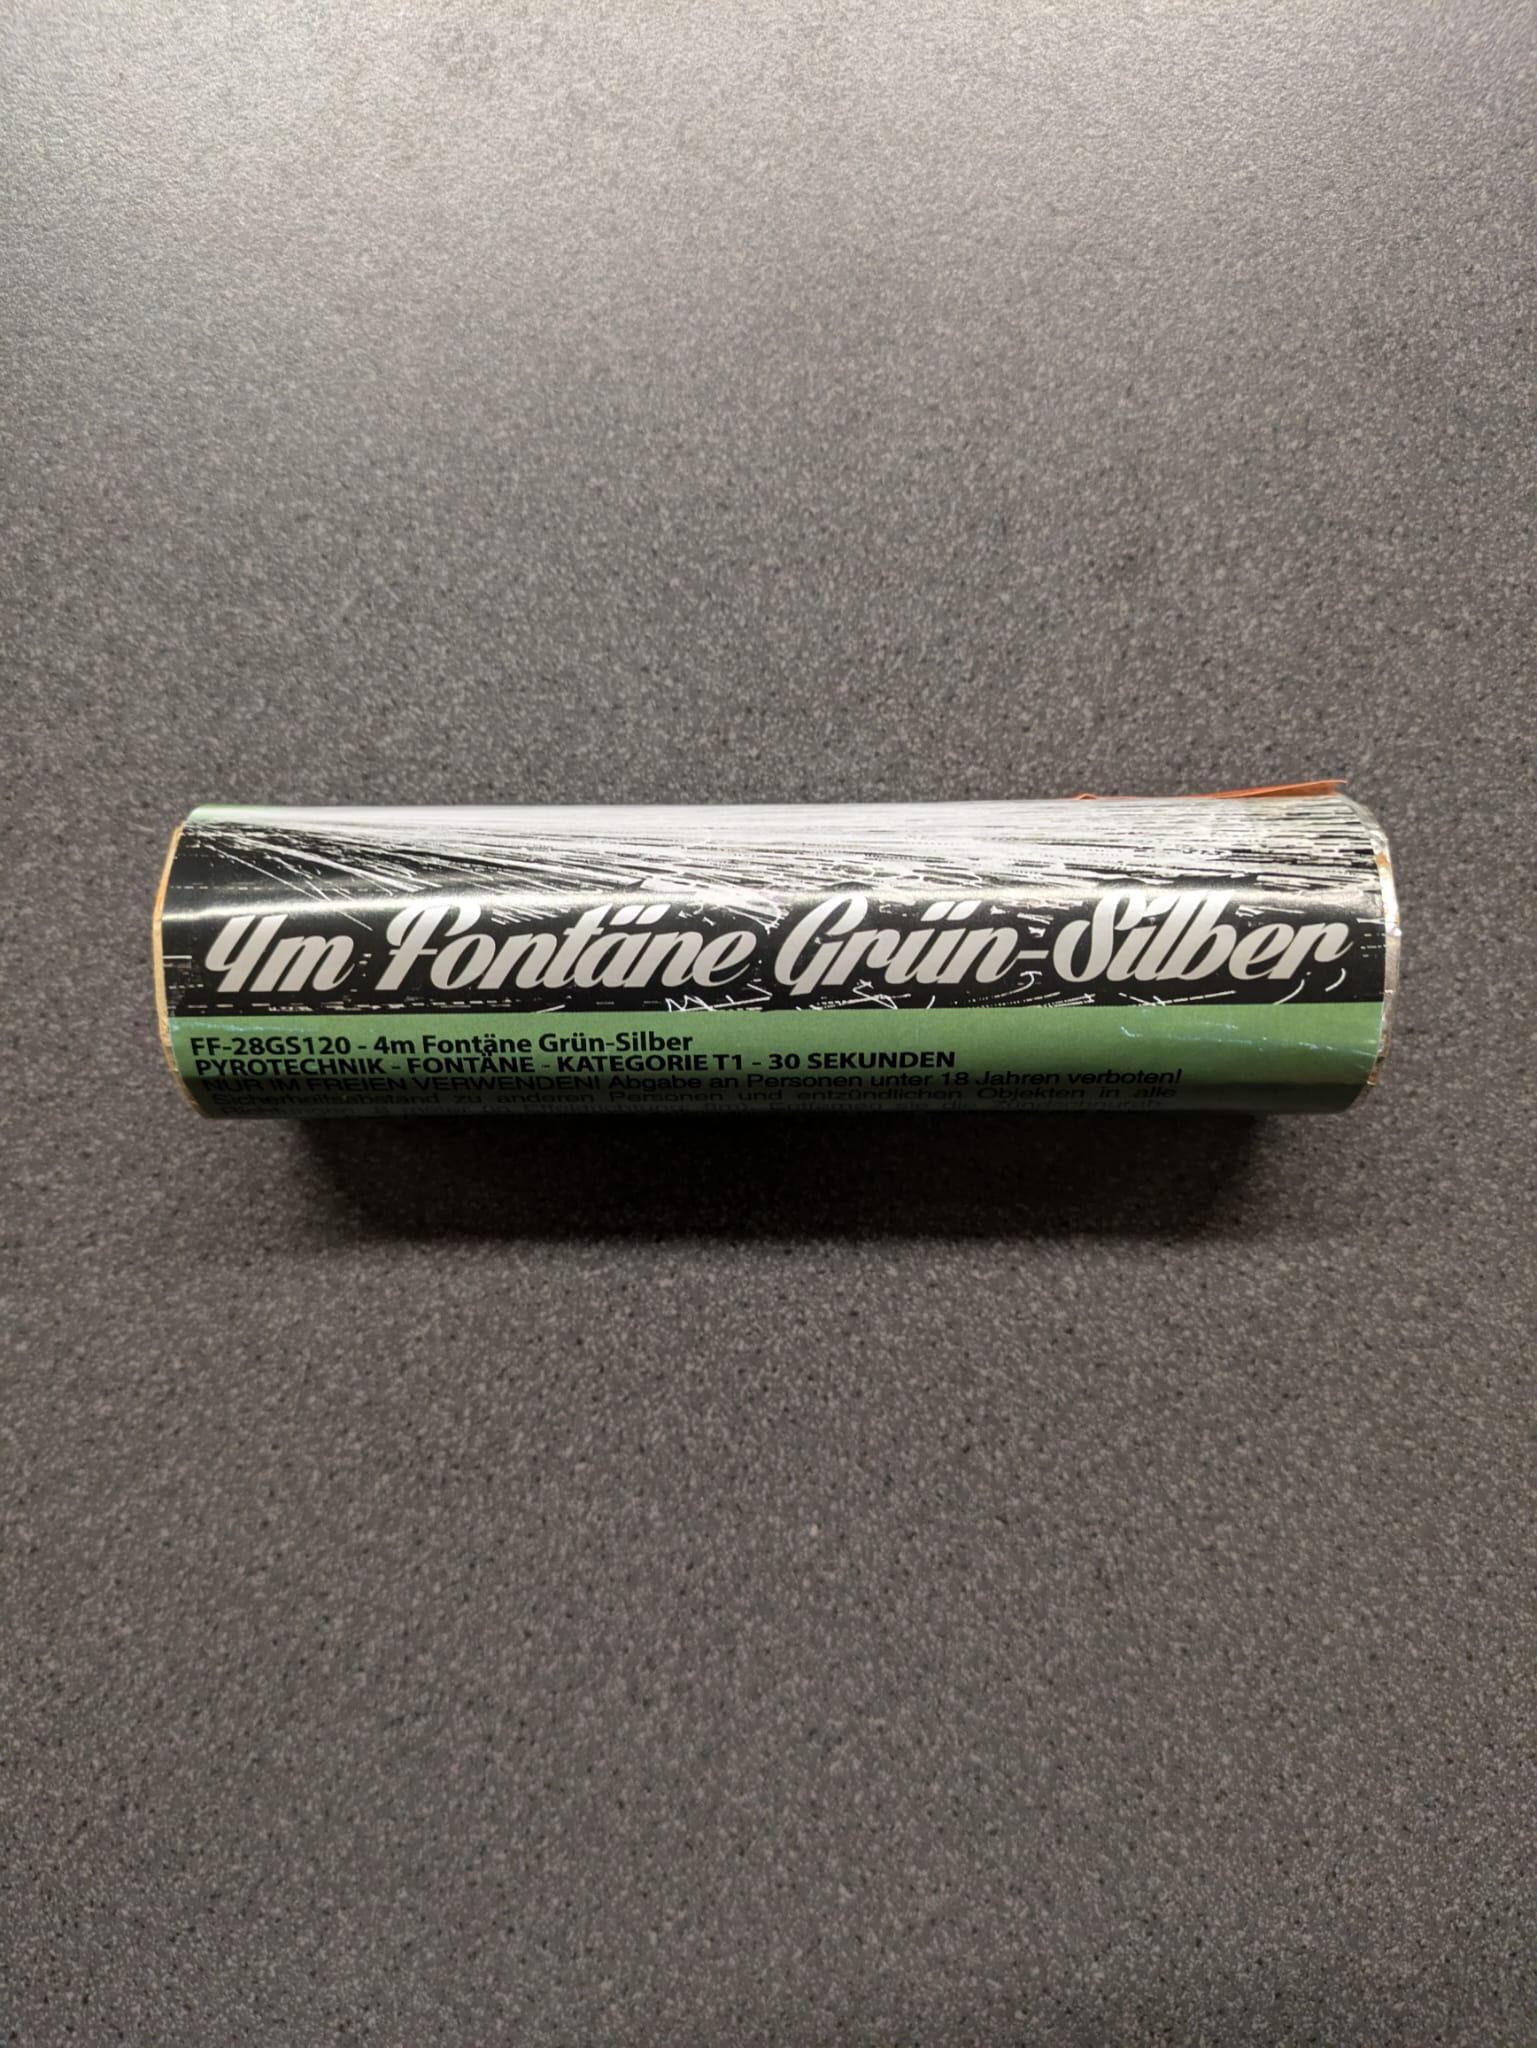 4m Fontäne Grün-Silber
FF-28GS120 - 4m Fontäne Grün-Silber
PYROTECHNIK - FONTÄNE - KATEGORIE T1 - 30 SEKUNDEN
NUR IM FREIEN VERWENDEN! Abgabe an Personen unter 18 Jahren verboten!
Sicherheitsabstand zu anderen Personen und entzündlichen Objekten in alle